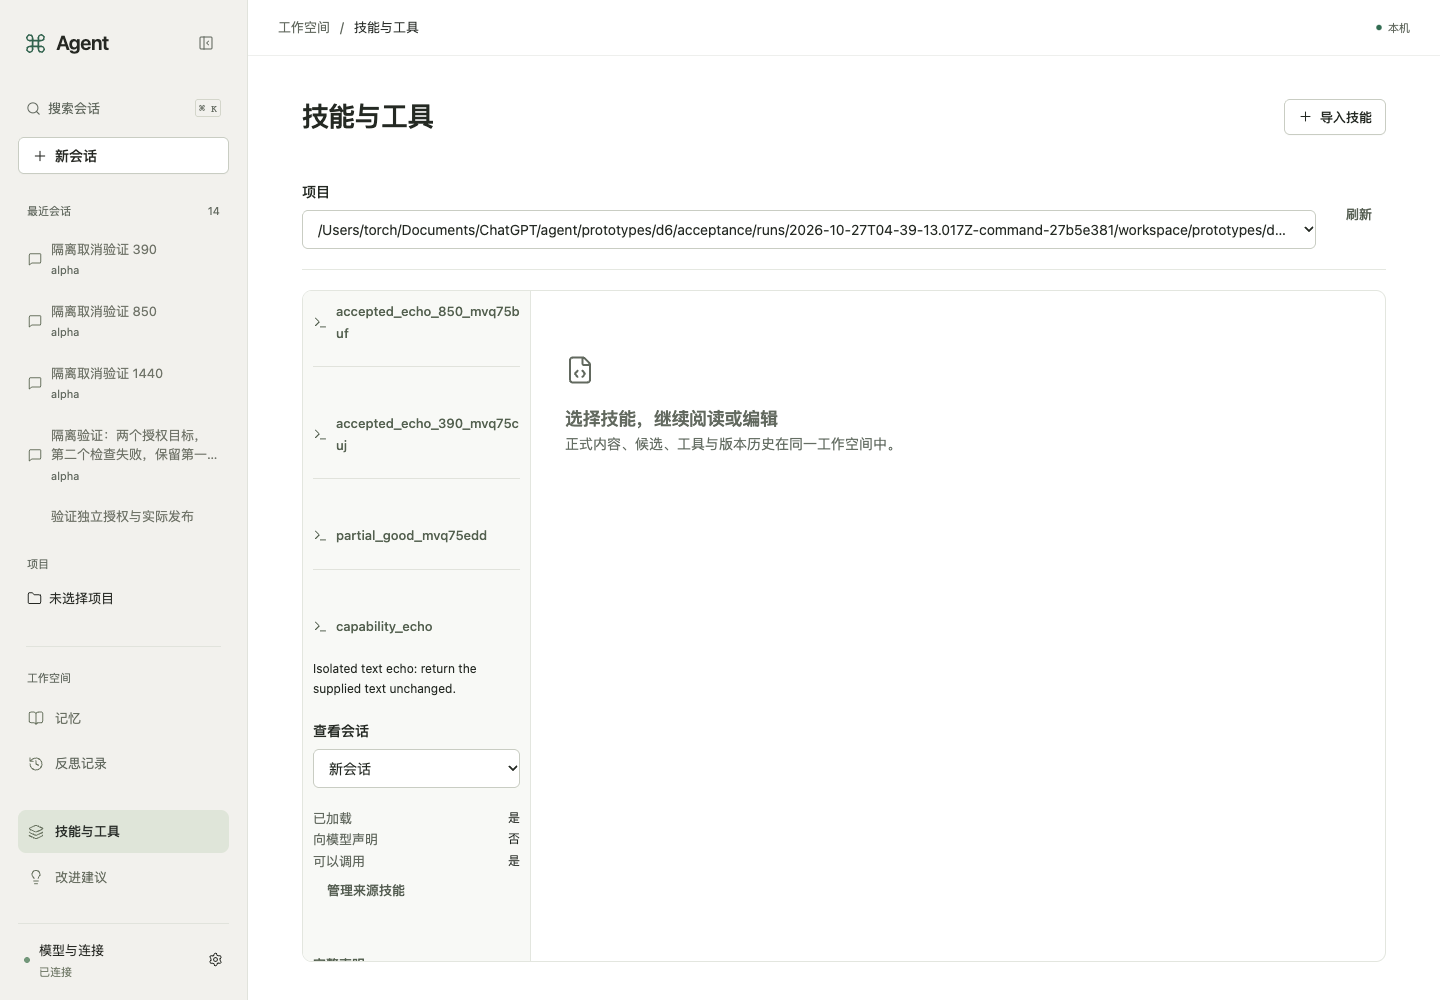 Agent
搜索会话
⌘ K
新会话
最近会话 14
隔离取消验证 390
alpha
隔离取消验证 850
alpha
隔离取消验证 1440
alpha
隔离验证：两个授权目标，
第二个检查失败，保留第一...
alpha
验证独立授权与实际发布
项目
未选择项目
工作空间
记忆
反思记录
技能与工具
改进建议
模型与连接
已连接
工作空间 / 技能与工具
本机
技能与工具
导入技能
项目
/Users/torch/Documents/ChatGPT/agent/prototypes/d6/acceptance/runs/2026-10-27T04-39-13.017Z-command-27b5e381/workspace/prototypes/d...
刷新
accepted_echo_850_mvq75b
uf
accepted_echo_390_mvq75c
uj
partial_good_mvq75edd
capability_echo
Isolated text echo: return the
supplied text unchanged.
查看会话
新会话
已加载 是
向模型声明 否
可以调用 是
管理来源技能
选择技能，继续阅读或编辑
正式内容、候选、工具与版本历史在同一工作空间中。